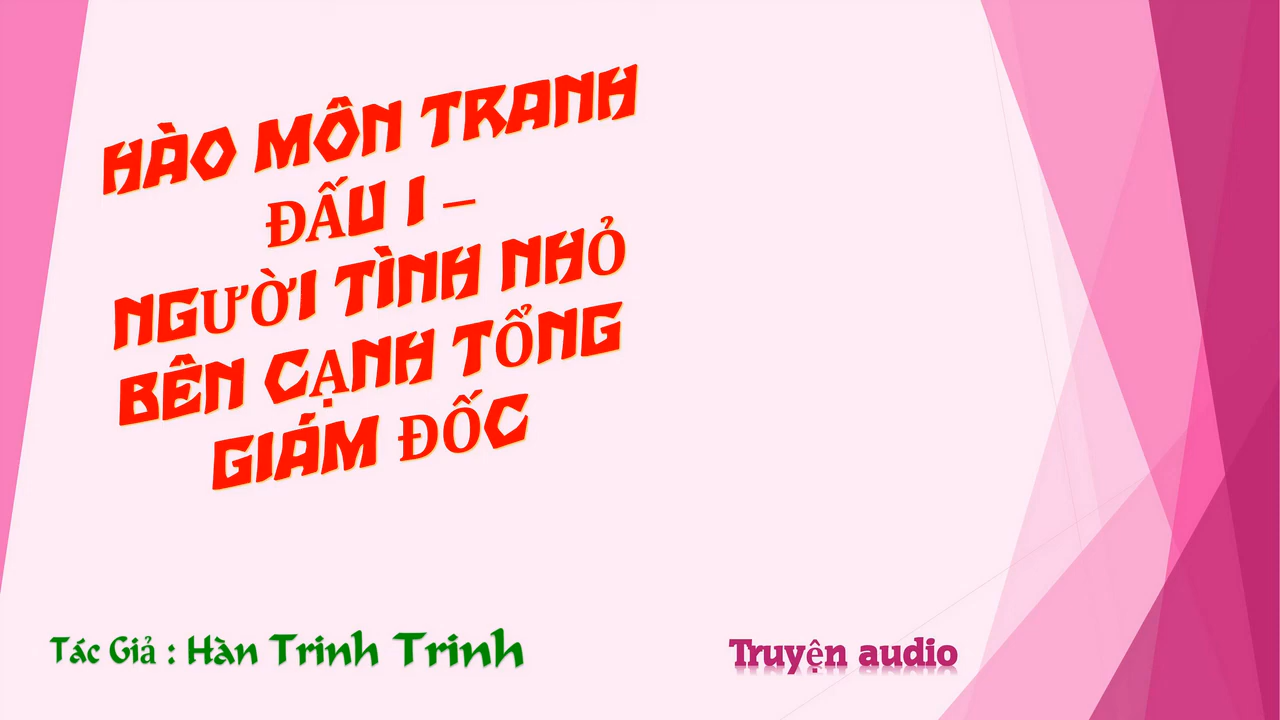 HÀO MÔN TRANH
ĐẤU I –
NGƯỜI TÌNH NHỎ
BÊN CẠNH TỔNG
GIÁM ĐỐC
Tác Giả : Hàn Trinh Trinh
Truyện audio